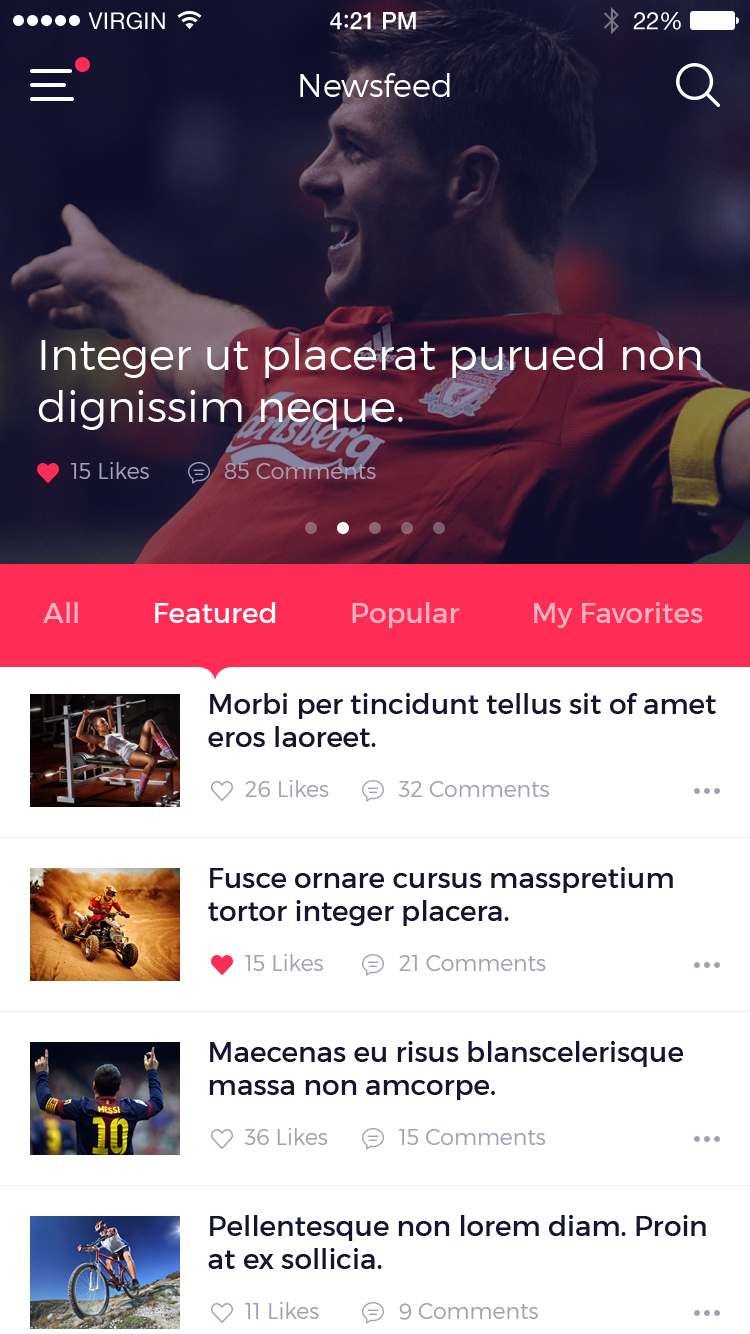 VIRGIN 4:21 PM 22%
Newsfeed
Integer ut placerat purued non
dignissim neque.
Carlsberg
15 Likes 85 Comments
All Featured Popular My Favorites
Morbi per tincidunt tellus sit of amet
eros laoreet.
26 Likes 32 Comments
Fusce ornare cursus masspretium
tortor integer placera.
15 Likes 21 Comments
Maecenas eu risus blanscelerisque
massa non amcorpe.
MESSI
10
36 Likes 15 Comments
Pellentesque non lorem diam. Proin
at ex sollicia.
11 Likes 9 Comments